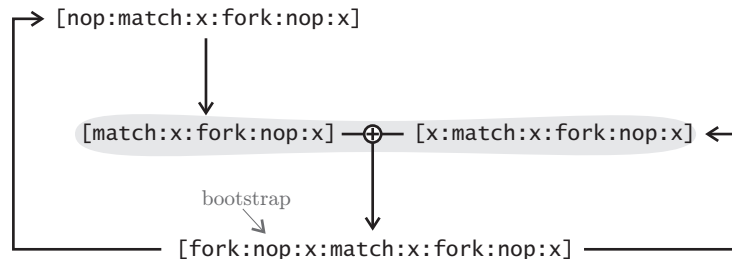 [nop:match:x:fork:nop:x]
[match:x:fork:nop:x] [x:match:x:fork:nop:x]
bootstrap
[fork:nop:x:match:x:fork:nop:x]